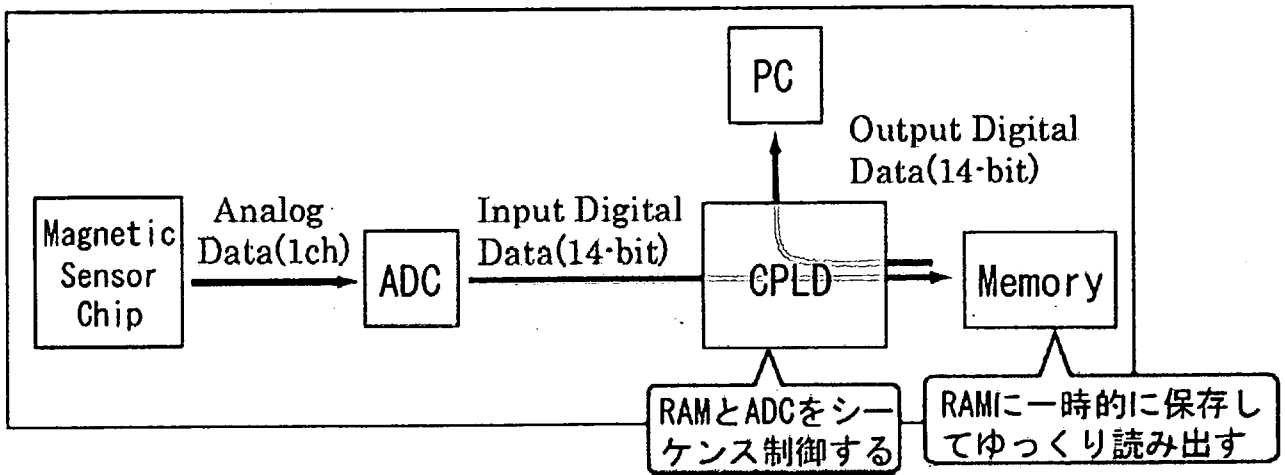 PC
Output Digital
Data(14-bit)
Magnetic
Sensor
Chip
Analog
Data(1ch)
ADC
Input Digital
Data(14-bit)
CPLD
Memory
RAMとADCをシー
ケンス制御する
RAMに一時的に保存し
てゆっくり読み出す